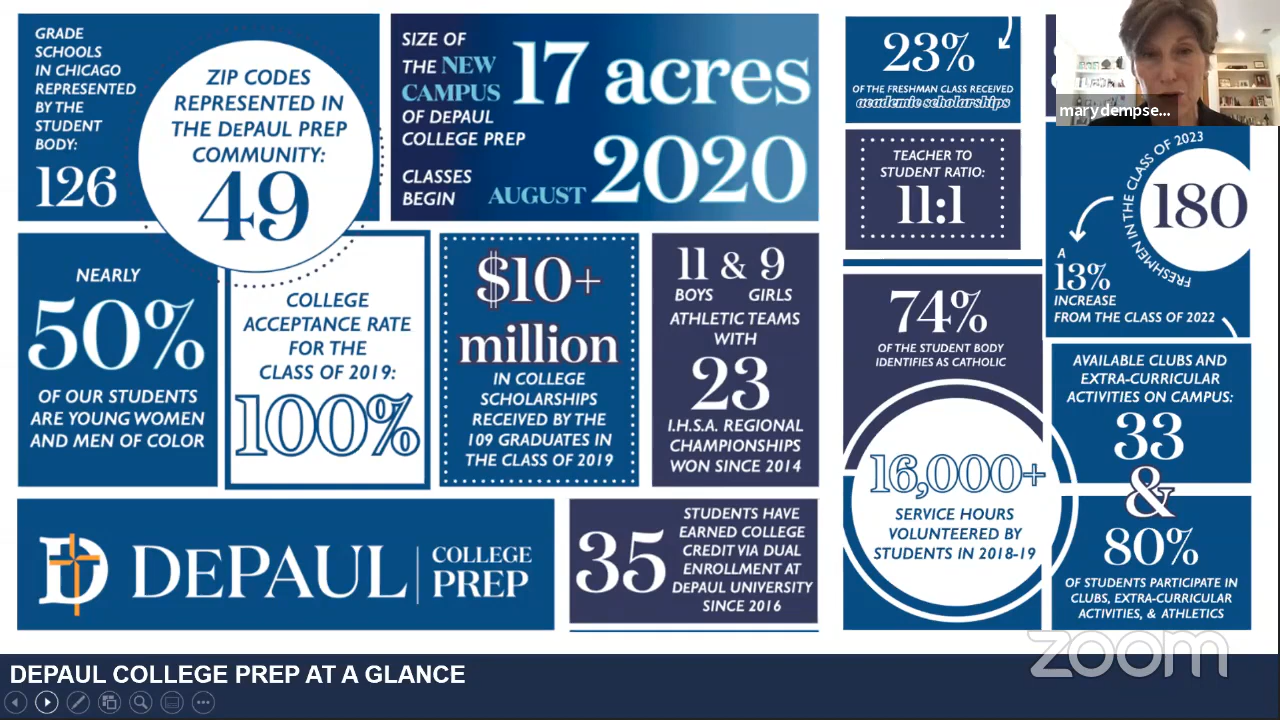 GRADE
SCHOOLS
IN CHICAGO
REPRESENTED
BY THE
STUDENT
BODY:
126
ZIP CODES
REPRESENTED IN
THE DePAUL PREP
COMMUNITY:
49
SIZE OF
THE NEW
CAMPUS
OF DEPAUL
COLLEGE PREP
17 acres
CLASSES
BEGIN
AUGUST 2020
23%
OF THE FRESHMAN CLASS RECEIVED
academic scholarships
marydempse...
TEACHER TO
STUDENT RATIO:
11:1
FRESHMEN IN THE CLASS OF 2023
180
A
13%
INCREASE
FROM THE CLASS OF 2022
NEARLY
50%
OF OUR STUDENTS
ARE YOUNG WOMEN
AND MEN OF COLOR
COLLEGE
ACCEPTANCE RATE
FOR THE
CLASS OF 2019:
100%
$10+
million
IN COLLEGE
SCHOLARSHIPS
RECEIVED BY THE
109 GRADUATES IN
THE CLASS OF 2019
11 & 9
BOYS GIRLS
ATHLETIC TEAMS
WITH
23
I.H.S.A. REGIONAL
CHAMPIONSHIPS
WON SINCE 2014
74%
OF THE STUDENT BODY
IDENTIFIES AS CATHOLIC
16,000+
SERVICE HOURS
VOLUNTEERED BY
STUDENTS IN 2018-19
AVAILABLE CLUBS AND
EXTRA-CURRICULAR
ACTIVITIES ON CAMPUS:
33
&
80%
OF STUDENTS PARTICIPATE IN
CLUBS, EXTRA-CURRICULAR
ACTIVITIES, & ATHLETICS
D DEPAUL COLLEGE
PREP
35
STUDENTS HAVE
EARNED COLLEGE
CREDIT VIA DUAL
ENROLLMENT AT
DePAUL UNIVERSITY
SINCE 2016
zoom
DEPAUL COLLEGE PREP AT A GLANCE